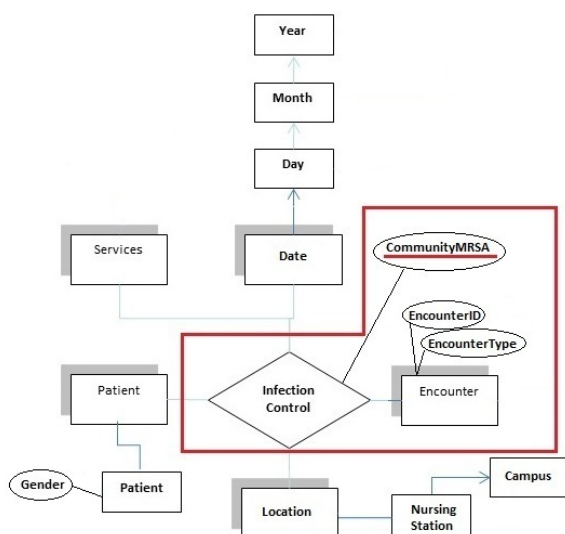 Year
Month
Day
Services
Date
CommunityMRSA
EncounterID
EncounterType
Patient
Infection
Control
Encounter
Gender
Patient
Location
Nursing
Station
Campus